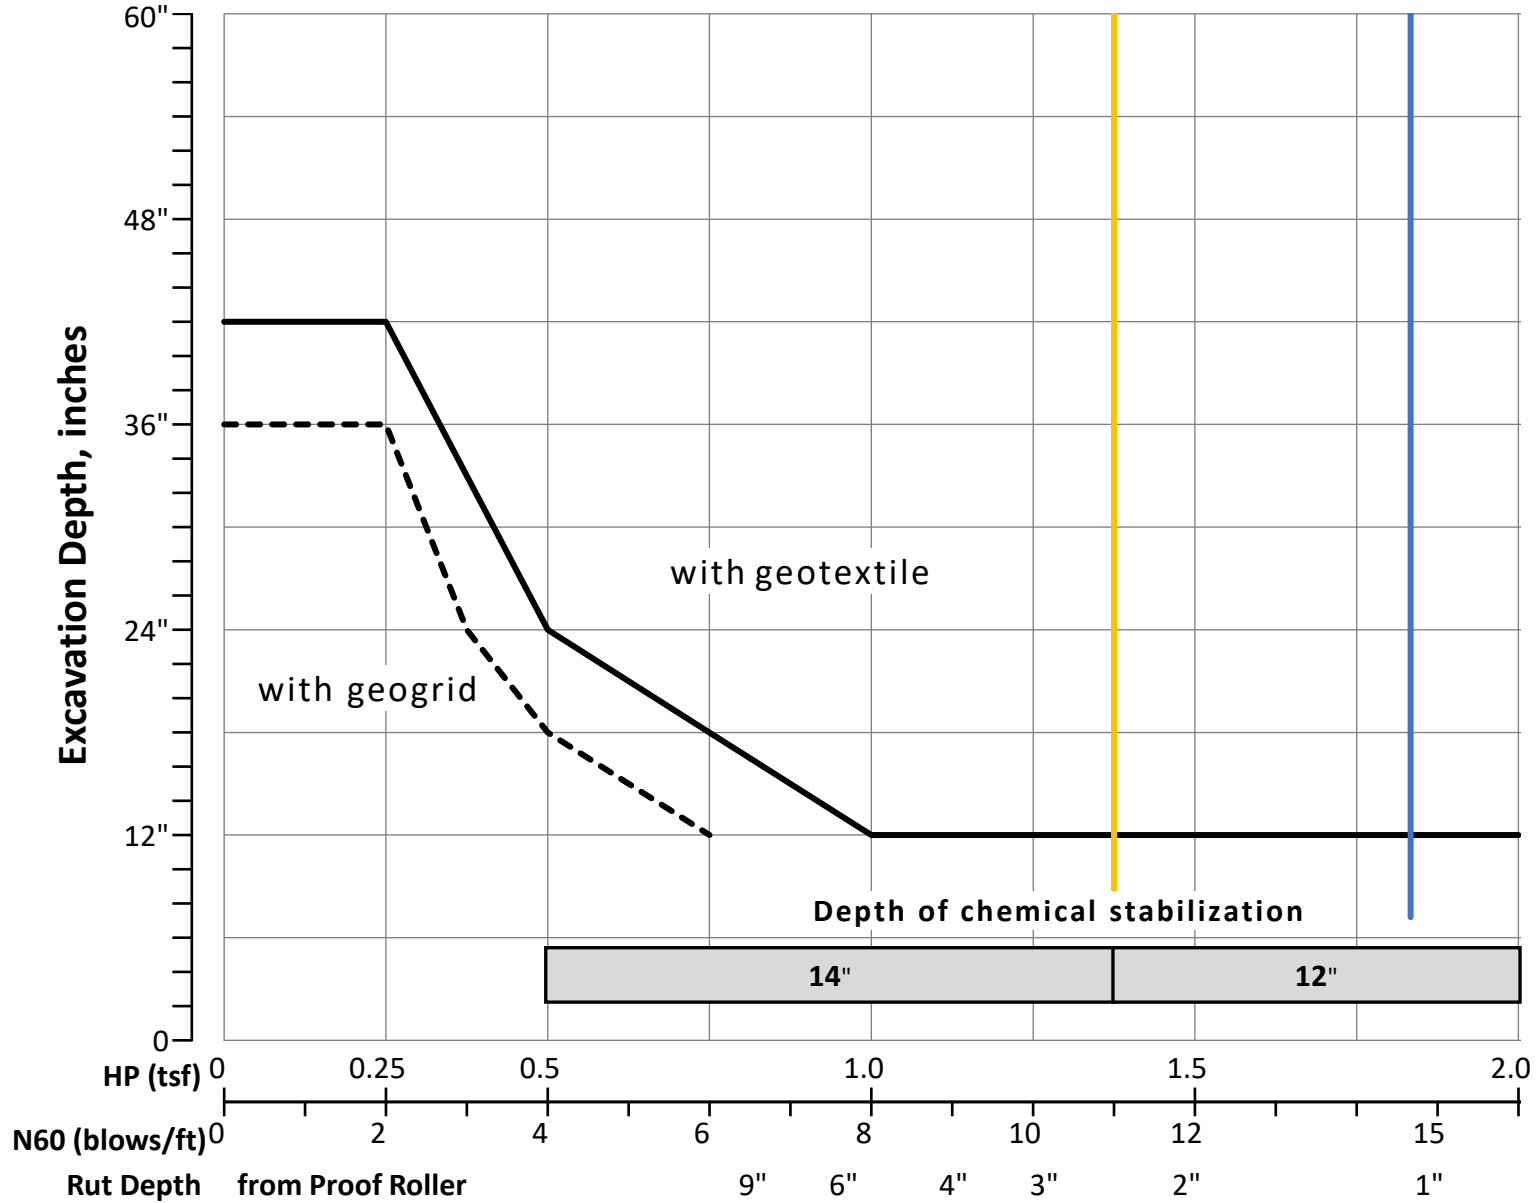 60"
48"
36"
24"
12"
0
Excavation Depth, inches
with geotextile
with geogrid
Depth of chemical stabilization
14" 12"
HP (tsf) 0 0.25 0.5 1.0 1.5 2.0
N60 (blows/ft) 0 2 4 6 8 10 12 15
Rut Depth from Proof Roller 9" 6" 4" 3" 2" 1"